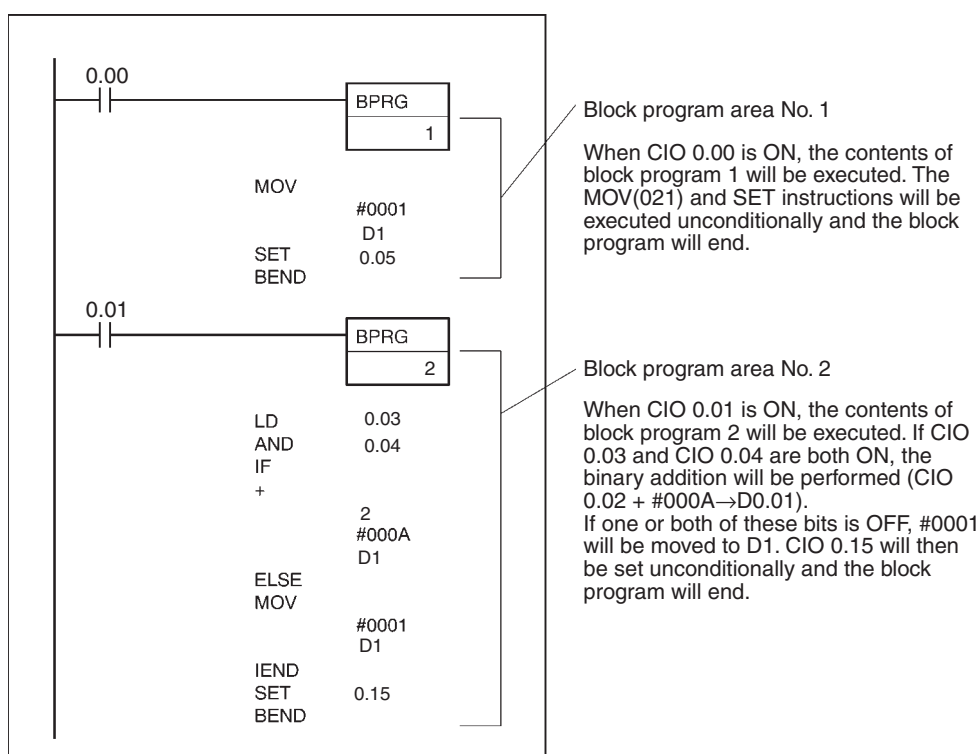 0.00
BPRG
1
MOV
#0001
D1
SET 0.05
BEND
Block program area No. 1
When CIO 0.00 is ON, the contents of
block program 1 will be executed. The
MOV(021) and SET instructions will be
executed unconditionally and the block
program will end.
0.01
BPRG
2
LD 0.03
AND 0.04
IF
+
2
#000A
D1
ELSE
MOV
#0001
D1
IEND
SET 0.15
BEND
Block program area No. 2
When CIO 0.01 is ON, the contents of
block program 2 will be executed. If CIO
0.03 and CIO 0.04 are both ON, the
binary addition will be performed (CIO
0.02 + #000A→D0.01).
If one or both of these bits is OFF, #0001
will be moved to D1. CIO 0.15 will then
be set unconditionally and the block
program will end.